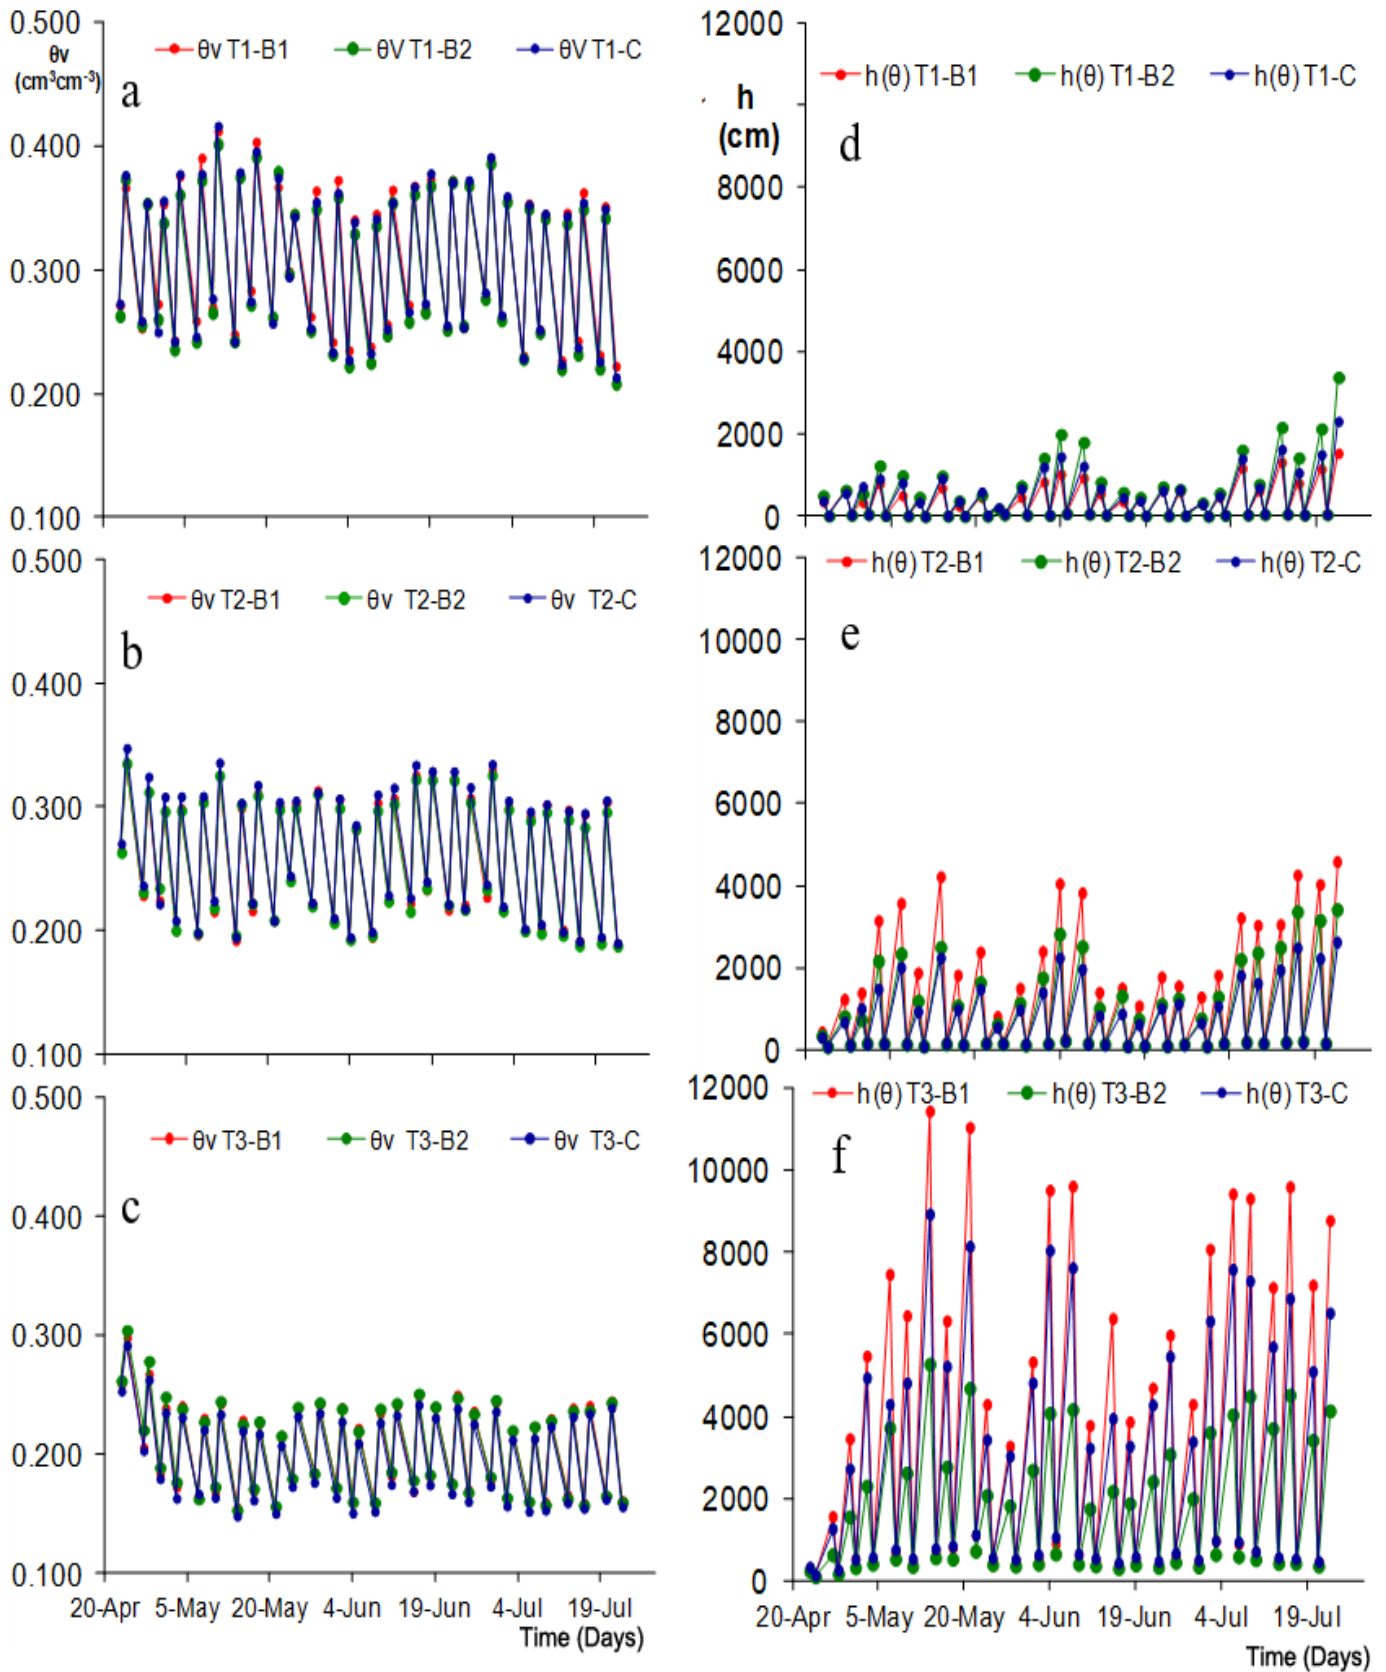 0.500
θv
(cm³cm⁻³)
θv T1-B1 θV T1-B2 θV T1-C
a
0.400
0.300
0.200
0.100
0.500
θv T2-B1 θv T2-B2 θv T2-C
b
0.400
0.300
0.200
0.100
0.500
θv T3-B1 θv T3-B2 θv T3-C
c
0.400
0.300
0.200
0.100
20-Apr 5-May 20-May 4-Jun 19-Jun 4-Jul 19-Jul
Time (Days)
12000
h(θ) T1-B1 h(θ) T1-B2 h(θ) T1-C
h
(cm)
d
8000
6000
4000
2000
0
12000
h(θ) T2-B1 h(θ) T2-B2 h(θ) T2-C
10000
e
8000
6000
4000
2000
0
12000
h(θ) T3-B1 h(θ) T3-B2 h(θ) T3-C
f
10000
8000
6000
4000
2000
0
20-Apr 5-May 20-May 4-Jun 19-Jun 4-Jul 19-Jul
Time (Days)